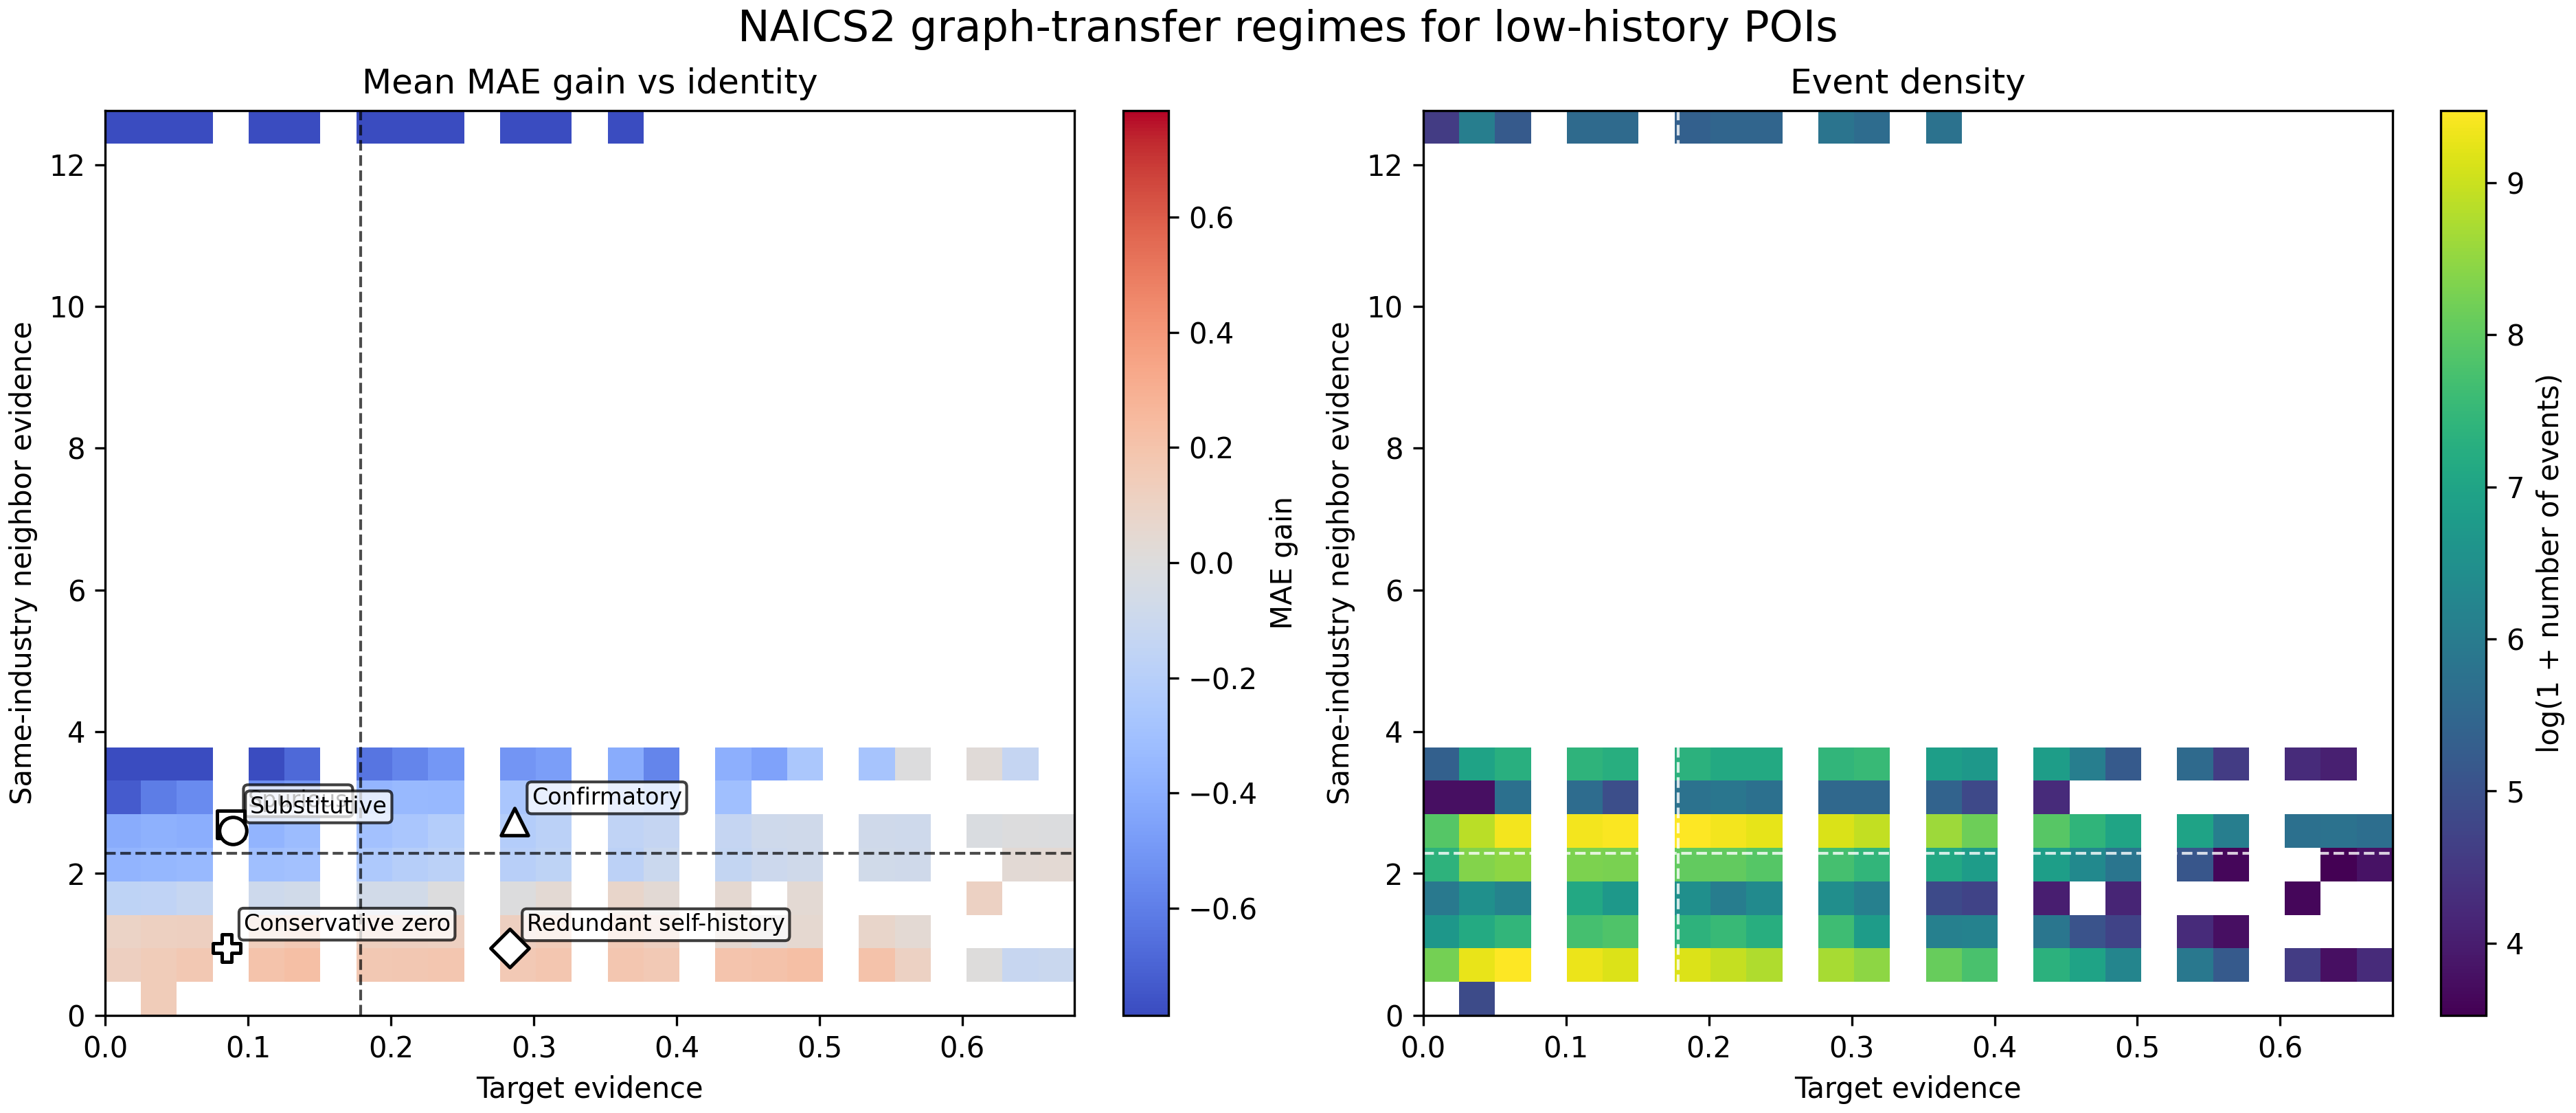 NAICS2 graph-transfer regimes for low-history POIs
Mean MAE gain vs identity
Same-industry neighbor evidence
12
10
8
6
4
2
0
Substitutive
Confirmatory
Conservative zero
Redundant self-history
0.0 0.1 0.2 0.3 0.4 0.5 0.6
Target evidence
0.6
0.4
0.2
0.0
−0.2
−0.4
−0.6
MAE gain
Event density
Same-industry neighbor evidence
12
10
8
6
4
2
0
0.0 0.1 0.2 0.3 0.4 0.5 0.6
Target evidence
9
8
7
6
5
4
log(1 + number of events)